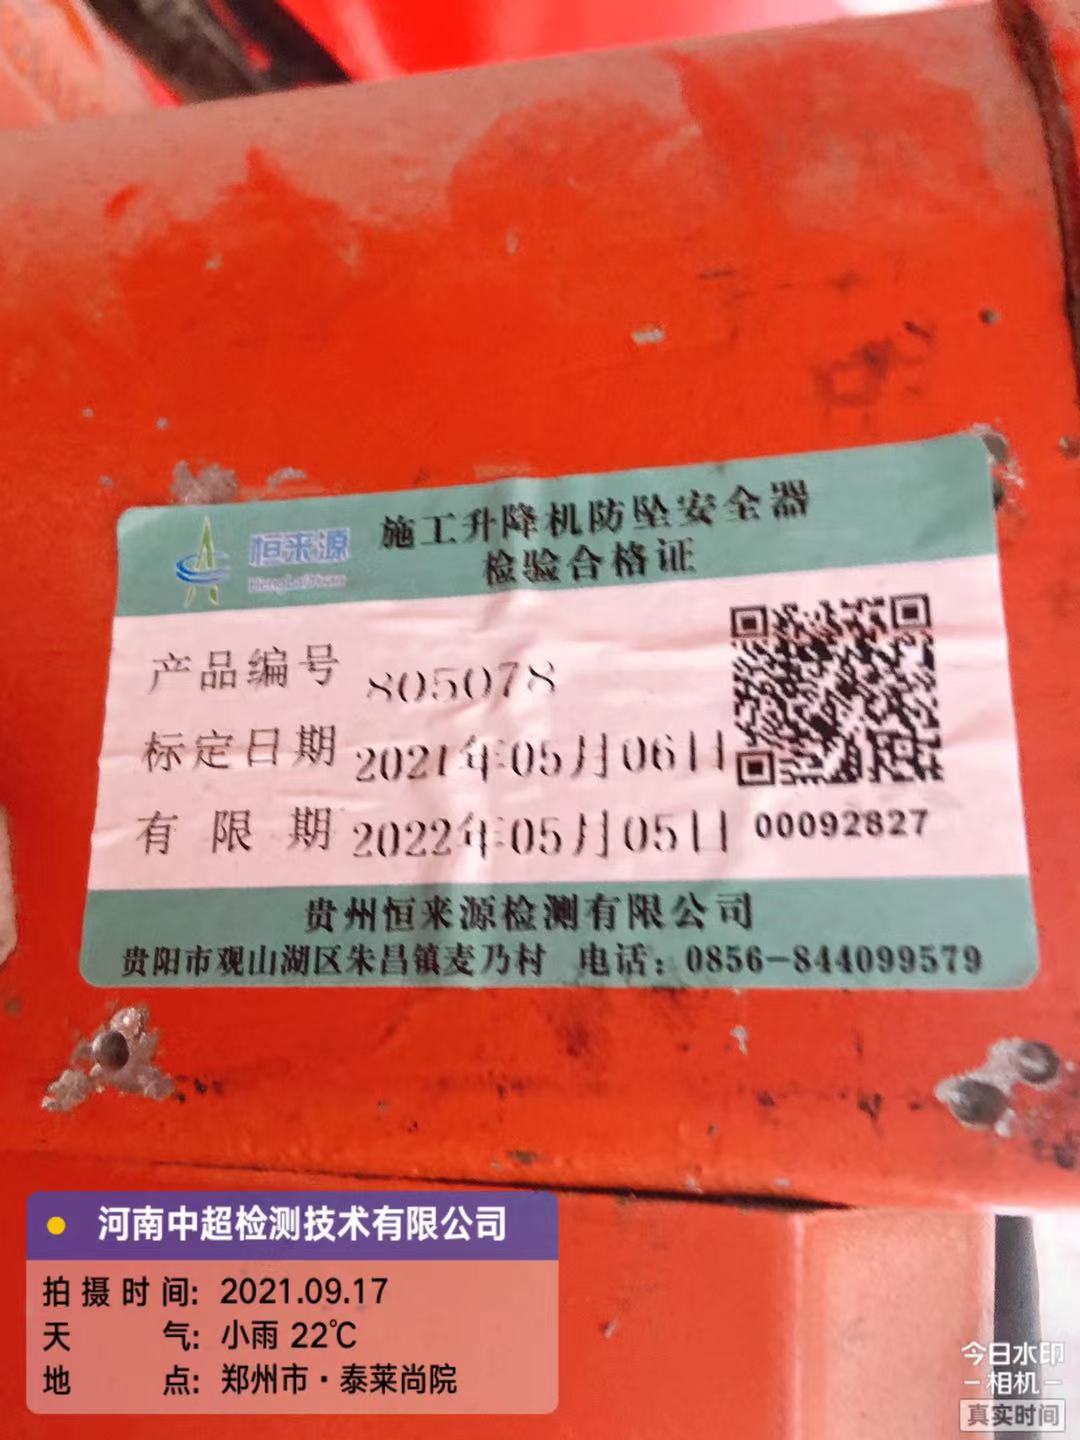 恒来源
HengLaiYuan
施工升降机防坠安全器
检验合格证
产品编号 805078
标定日期 2021年05月06日
有限期 2022年05月05日
00092827
贵州恒来源检测有限公司
贵阳市观山湖区朱昌镇麦乃村 电话：0856-844099579
河南中超检测技术有限公司
拍摄时间: 2021.09.17
天气: 小雨 22℃
地点: 郑州市·泰莱尚院
今日水印
-相机-
真实时间